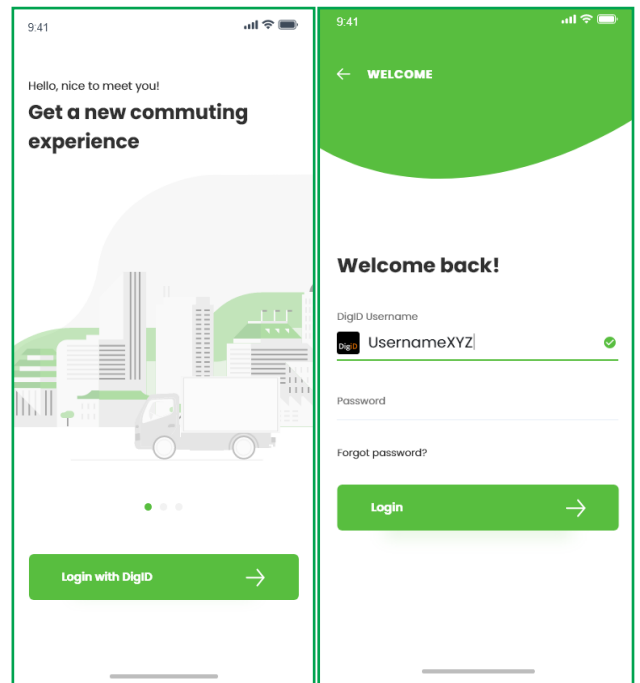 9:41
Hello, nice to meet you!
Get a new commuting
experience
Login with DigID
9:41
WELCOME
Welcome back!
DigID Username
DigiD
UsernameXYZ
Password
Forgot password?
Login